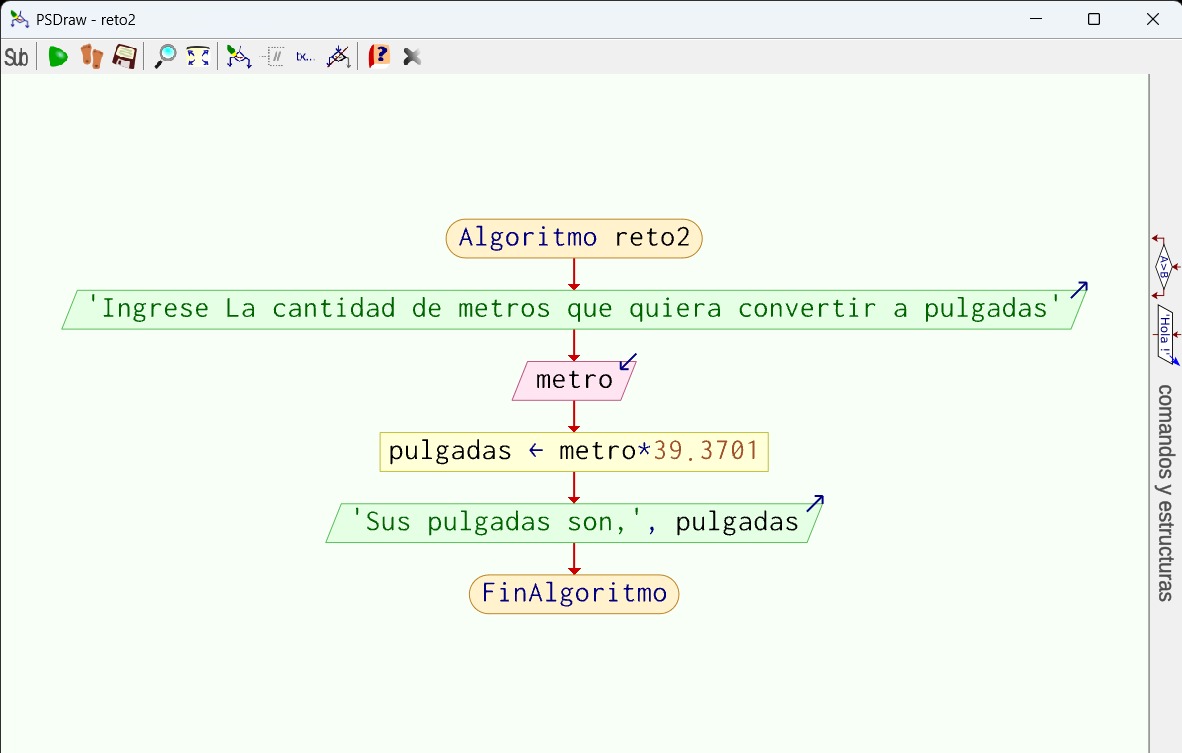 PSDraw - reto2
Sub
tx...
Algoritmo reto2
'Ingrese La cantidad de metros que quiera convertir a pulgadas'
metro
pulgadas ← metro*39.3701
'Sus pulgadas son,', pulgadas
FinAlgoritmo
A>B
'Hola !'
comandos y estructuras